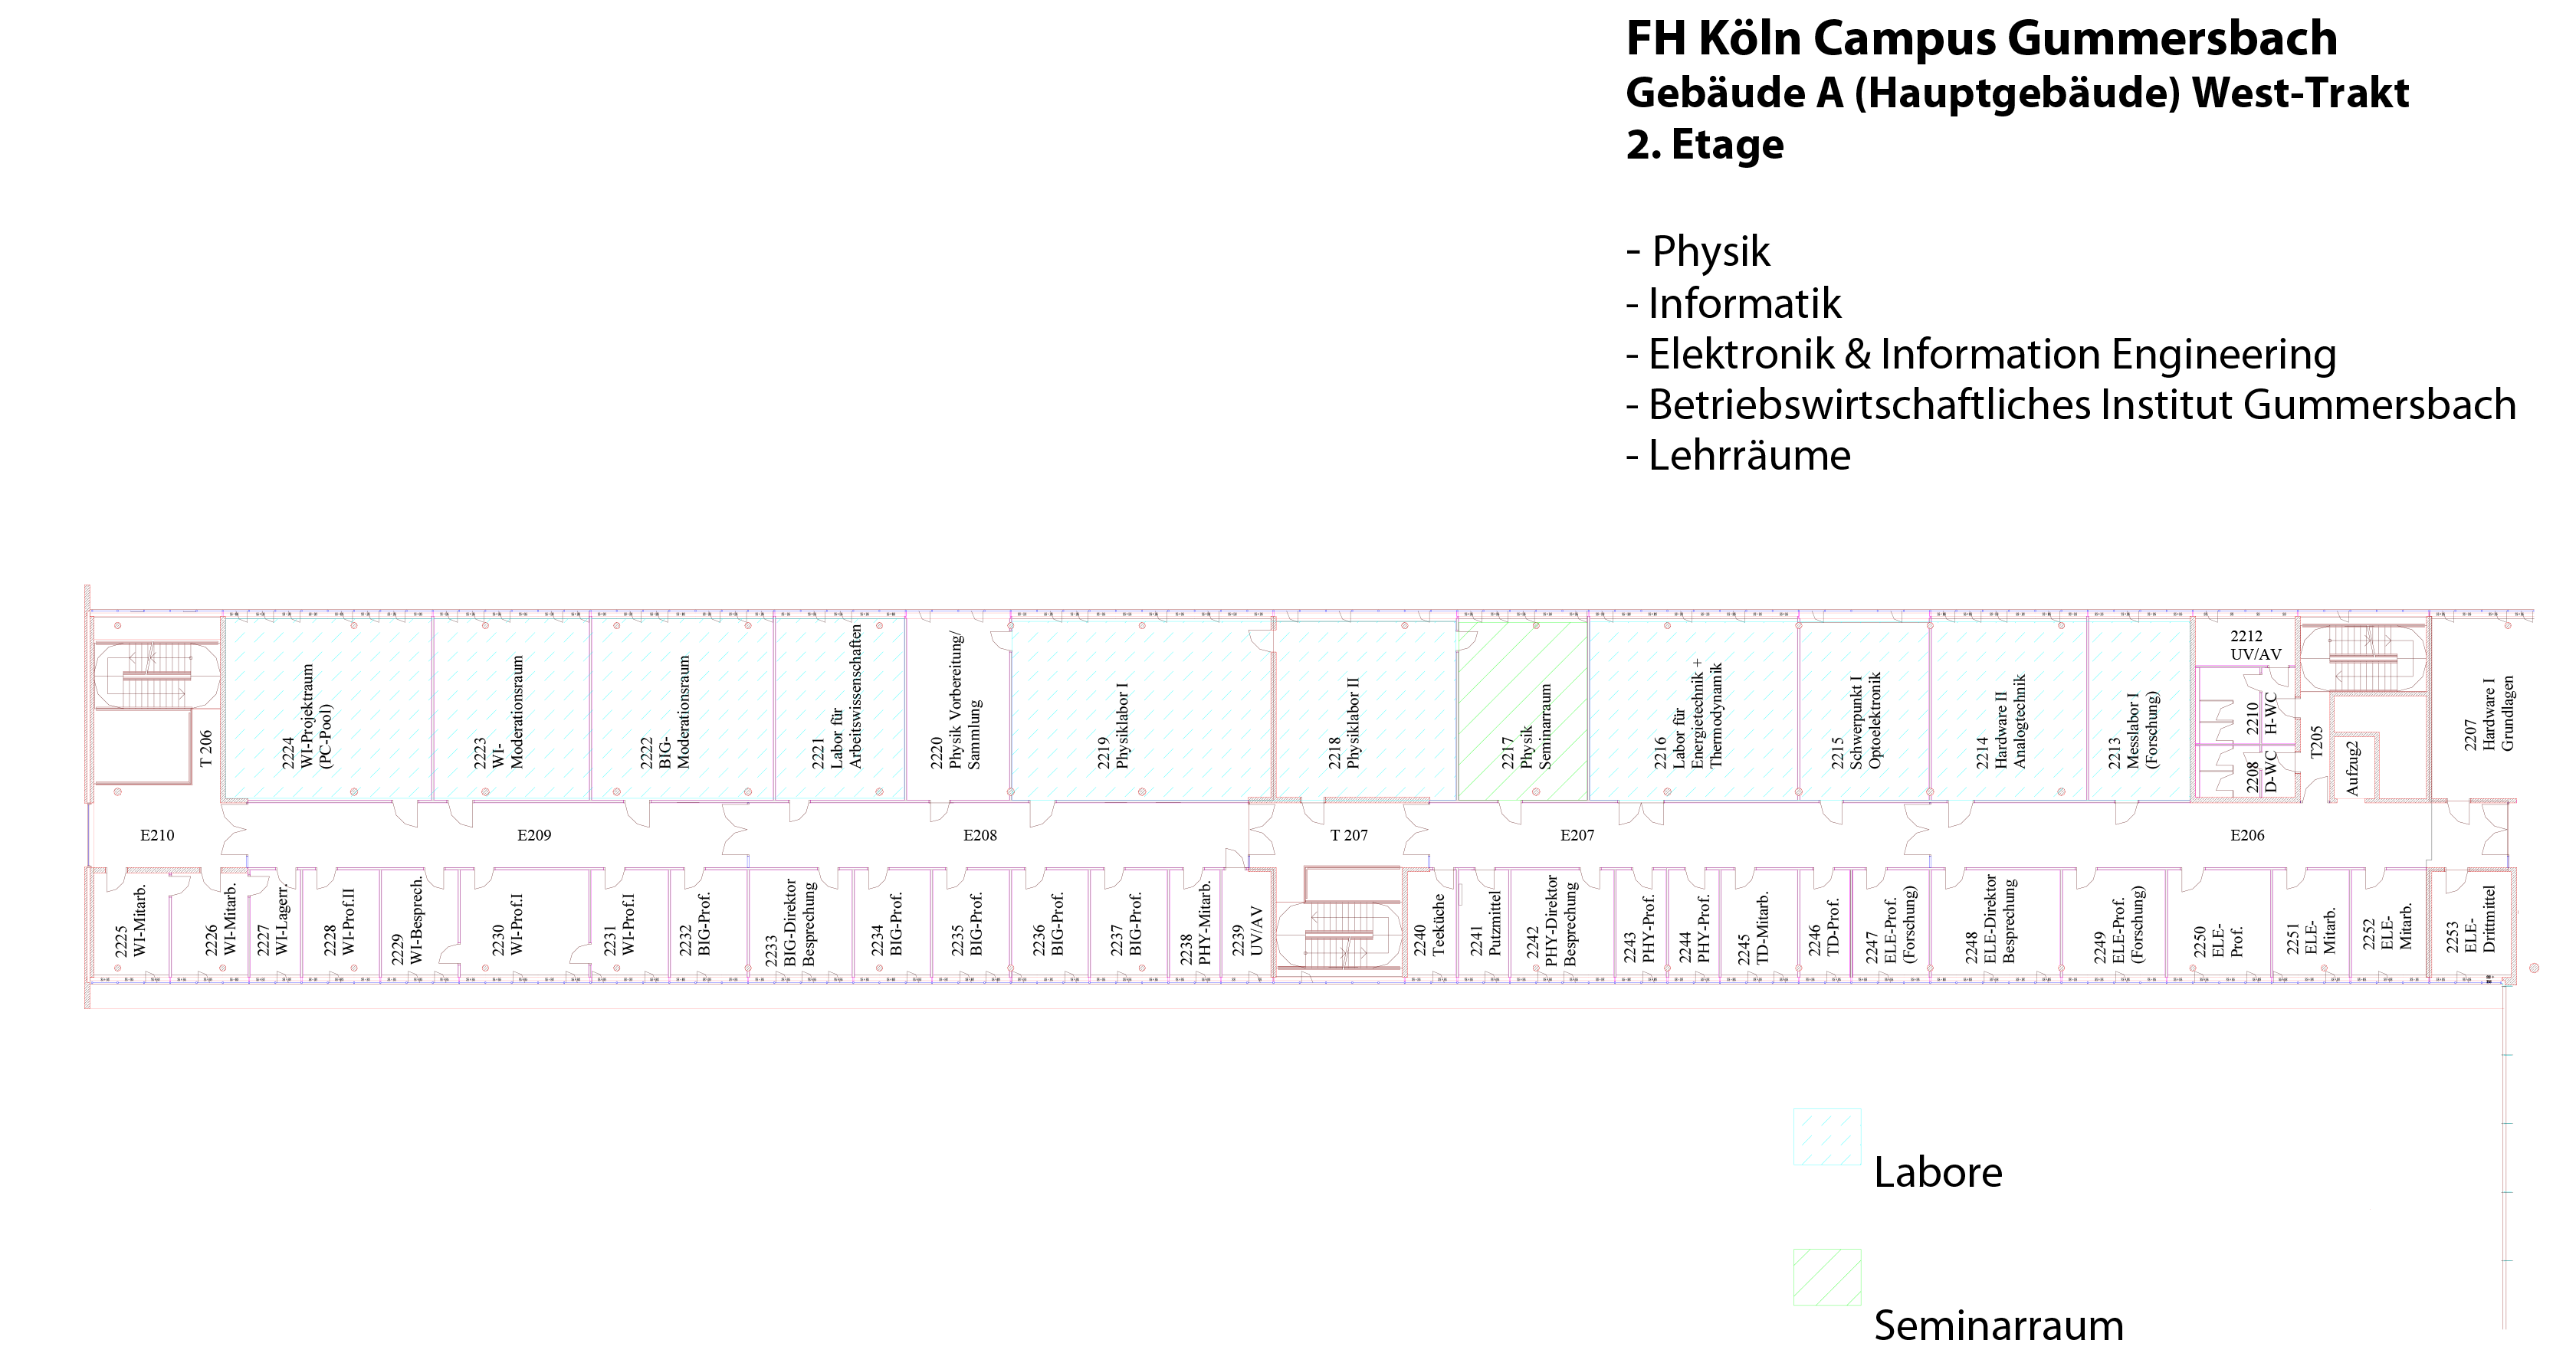 FH Köln Campus Gummersbach
Gebäude A (Hauptgebäude) West-Trakt
2. Etage
- Physik
- Informatik
- Elektronik & Information Engineering
- Betriebswirtschaftliches Institut Gummersbach
- Lehrräume
T 206
2224
WI-Projektraum
(PC-Pool)
2223
WI-
Moderationsraum
2222
BIG-
Moderationsraum
2221
Labor für
Arbeitswissenschaften
2220
Physik Vorbereitung/
Sammlung
2219
Physiklabor I
2218
Physiklabor II
2217
Physik
Seminarraum
2216
Labor für
Energietechnik +
Thermodynamik
2215
Schwerpunkt I
Optoelektronik
2214
Hardware II
Analogtechnik
2213
Messlabor I
(Forschung)
2212
UV/AV
2210
H-WC
2208
D-WC
T205
Aufzug2
2207
Hardware I
Grundlagen
E210
E209
E208
T 207
E207
E206
2225
WI-Mitarb.
2226
WI-Mitarb.
2227
WI-Lagerr.
2228
WI-Prof.II
2229
WI-Besprech.
2230
WI-Prof.I
2231
WI-Prof.I
2232
BIG-Prof.
2233
BIG-Direktor
Besprechung
2234
BIG-Prof.
2235
BIG-Prof.
2236
BIG-Prof.
2237
BIG-Prof.
2238
PHY-Mitarb.
2239
UV/AV
2240
Teeküche
2241
Putzmittel
2242
PHY-Direktor
Besprechung
2243
PHY-Prof.
2244
PHY-Prof.
2245
TD-Mitarb.
2246
TD-Prof.
2247
ELE-Prof.
(Forschung)
2248
ELE-Direktor
Besprechung
2249
ELE-Prof.
(Forschung)
2250
ELE-
Prof.
2251
ELE-
Mitarb.
2252
ELE-
Mitarb.
2253
ELE-
Drittmittel
Labore
Seminarraum